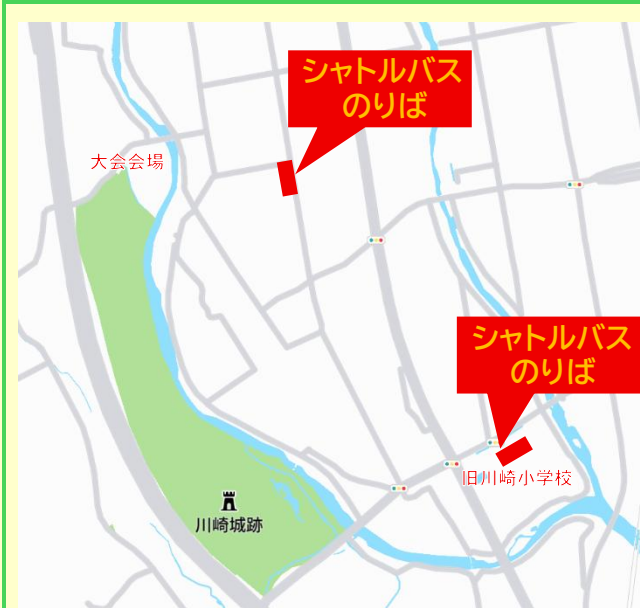 シャトルバス
のりば
大会会場
シャトルバス
のりば
旧川崎小学校
川崎城跡